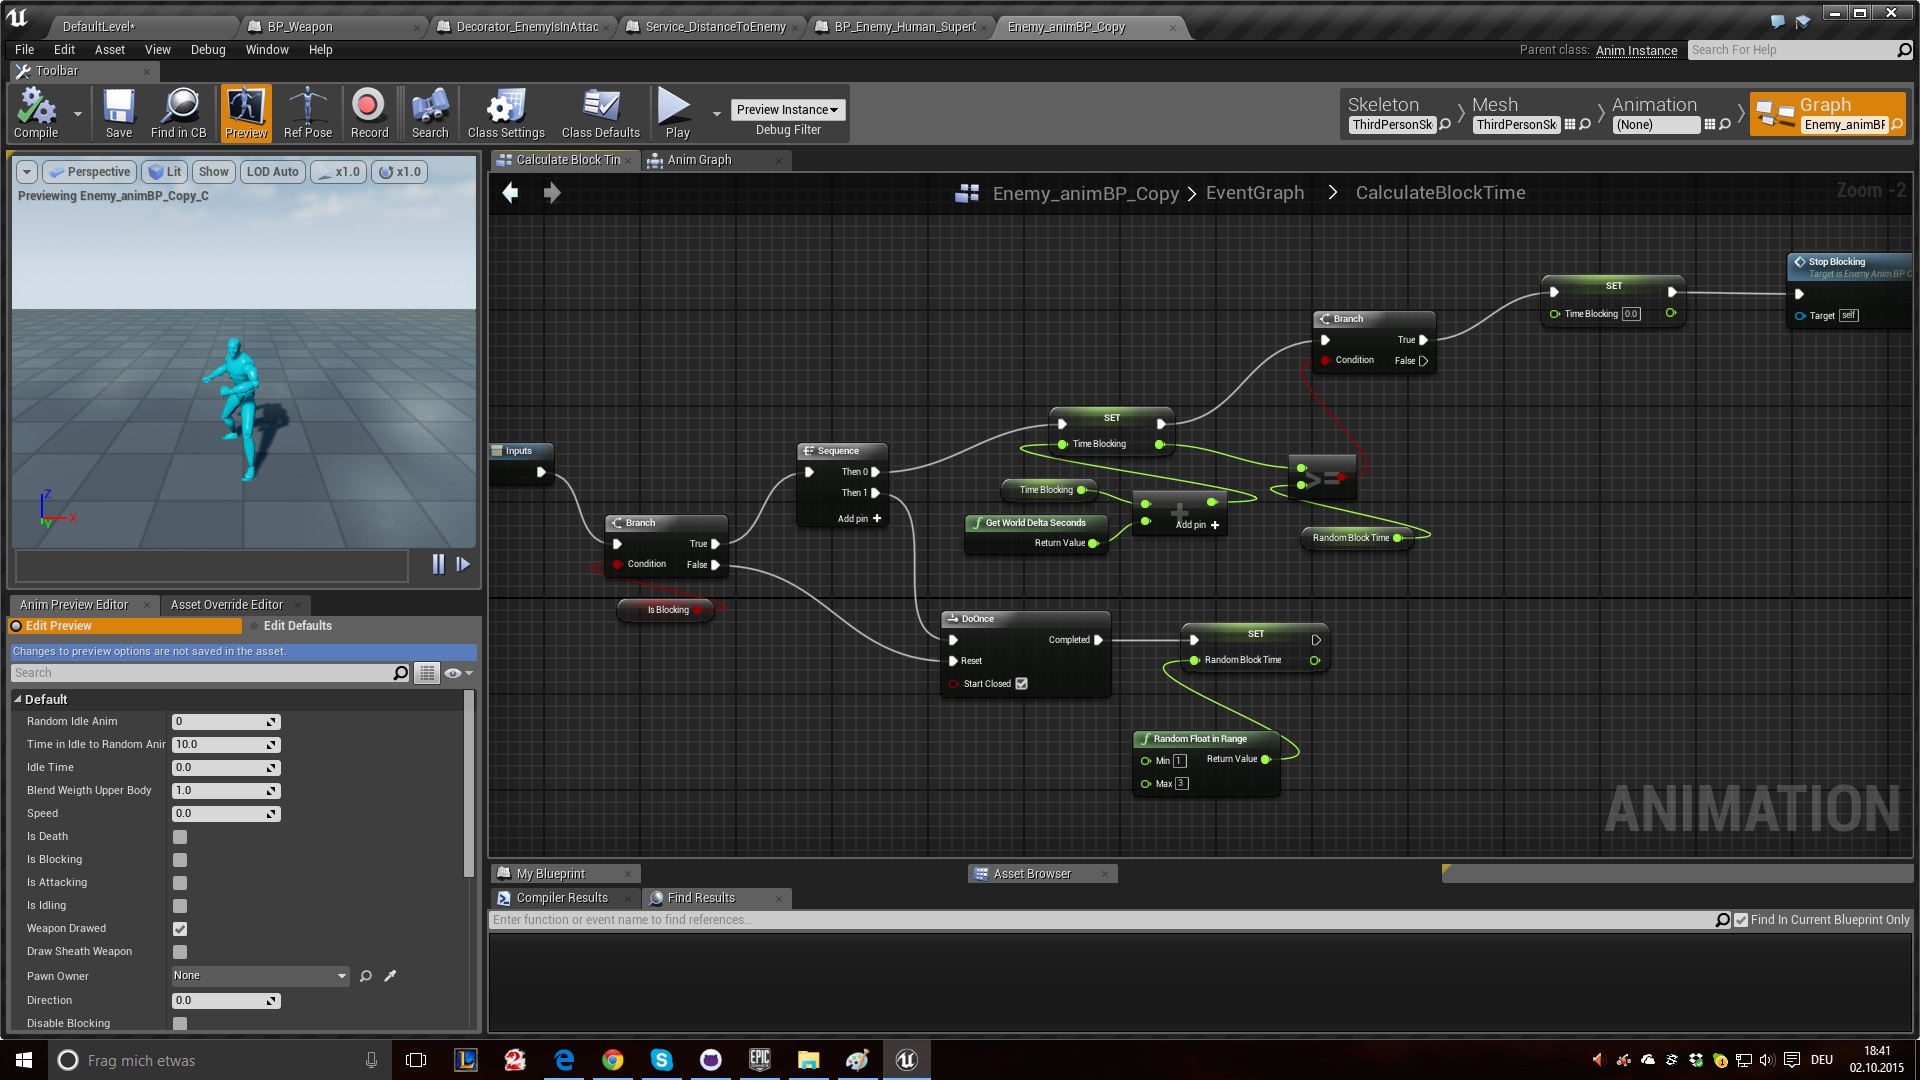 DefaultLevel*
BP_Weapon
Decorator_EnemyIsInAttac
Service_DistanceToEnemy
BP_Enemy_Human_Super
Enemy_animBP_Copy
File Edit Asset View Debug Window Help
Parent class: Anim Instance
Search For Help
Toolbar
Compile
Save
Find in CB
Preview
Ref Pose
Record
Search
Class Settings
Class Defaults
Play
Preview Instance
Debug Filter
Skeleton
ThirdPersonSk
Mesh
ThirdPersonSk
Animation
(None)
Graph
Enemy_animBF
Perspective
Lit
Show
LOD Auto
x1.0
x1.0
Previewing Enemy_animBP_Copy_C
Z
X
Y
Calculate Block Tin
Anim Graph
Enemy_animBP_Copy > EventGraph > CalculateBlockTime
Zoom -2
Stop Blocking
Target is Enemy Anim BP C
Target self
SET
Time Blocking 0.0
Branch
True
Condition False
SET
Time Blocking
Inputs
Sequence
Then 0
Then 1
Add pin +
>=
Time Blocking
+
Add pin +
Get World Delta Seconds
Return Value
Random Block Time
Branch
True
Condition False
Is Blocking
DoOnce
Completed
Reset
Start Closed
SET
Random Block Time
Random Float in Range
Min 1 Return Value
Max 3
ANIMATION
Anim Preview Editor
Asset Override Editor
Edit Preview
Edit Defaults
Changes to preview options are not saved in the asset.
Search
Default
Random Idle Anim 0
Time in Idle to Random Anir 10.0
Idle Time 0.0
Blend Weigth Upper Body 1.0
Speed 0.0
Is Death
Is Blocking
Is Attacking
Is Idling
Weapon Drawed
Draw Sheath Weapon
Pawn Owner None
Direction 0.0
Disable Blocking
My Blueprint
Asset Browser
Compiler Results
Find Results
Enter function or event name to find references...
Find In Current Blueprint Only
Frag mich etwas
EPIC
DEU
18:41
02.10.2015